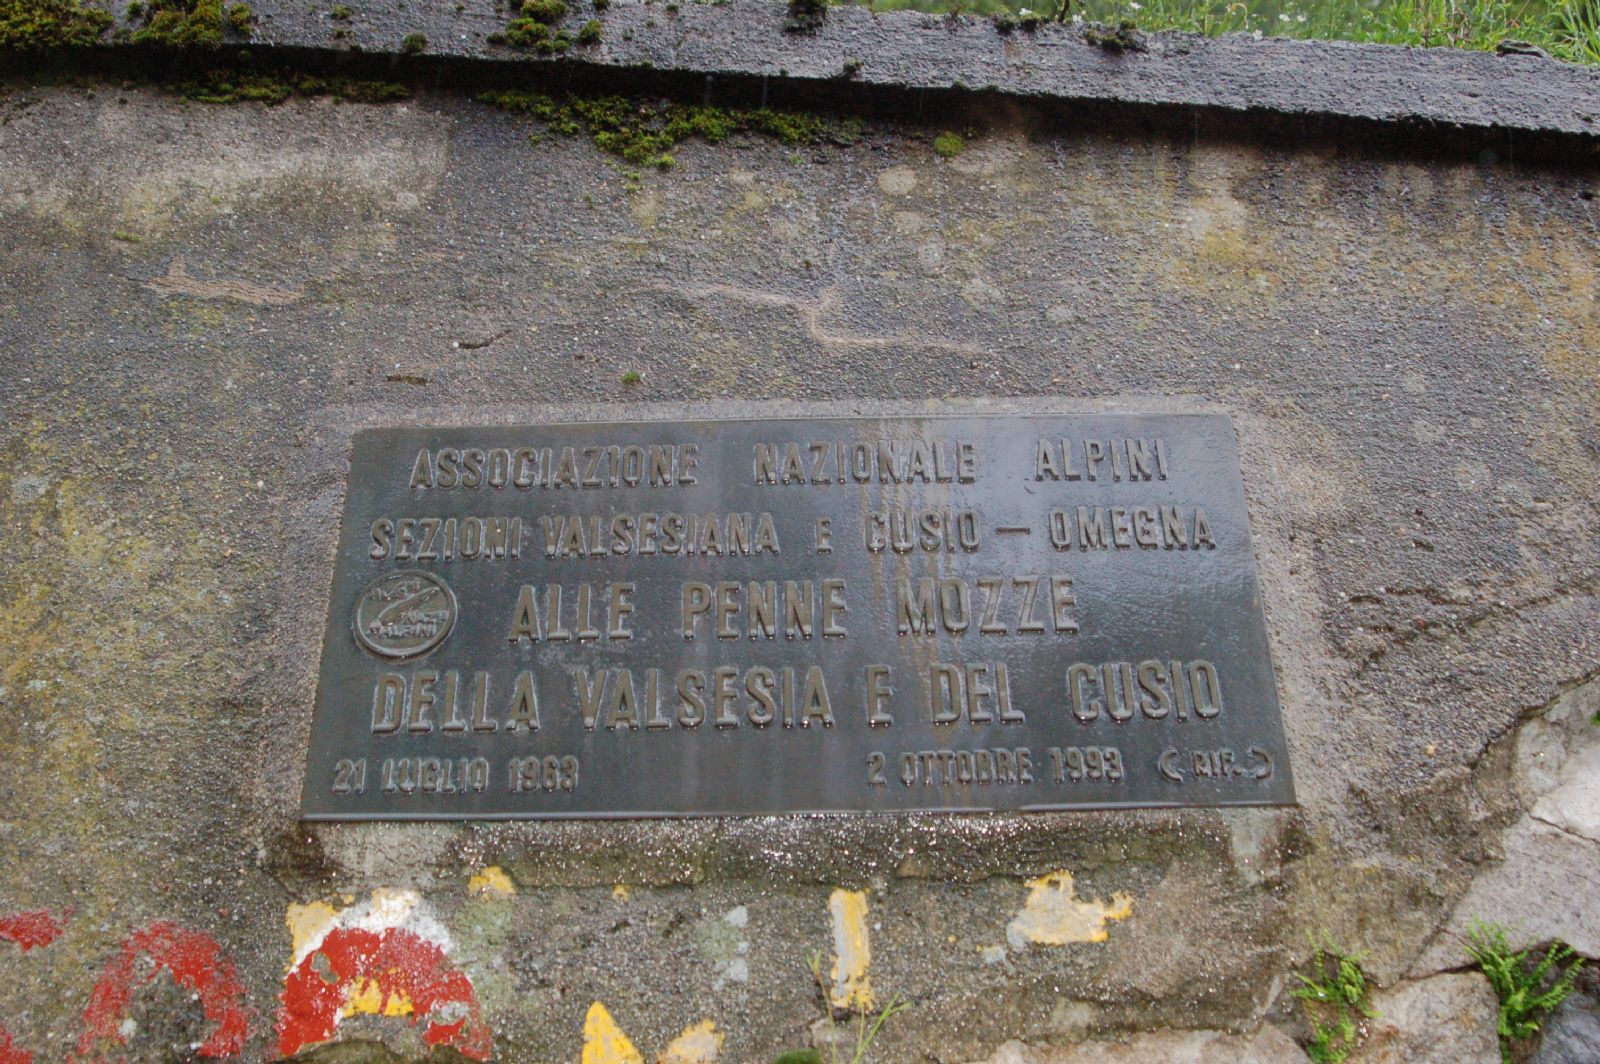 ASSOCIAZIONE NAZIONALE ALPINI
SEZIONI VALSESIANA E CUSIO – OMEGNA
ALLE PENNE MOZZE
DELLA VALSESIA E DEL CUSIO
21 LUGLIO 1963 2 OTTOBRE 1993 (RIF.)